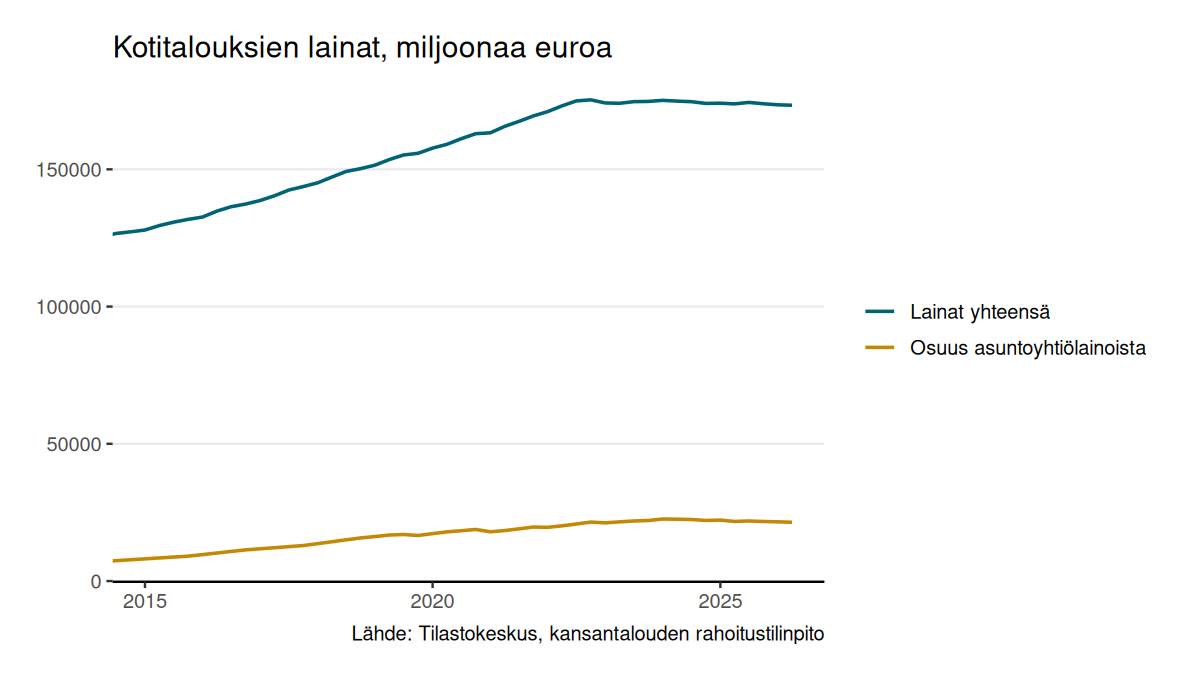 Kotitalouksien lainat, miljoonaa euroa
150000
100000
50000
0
2015 2020 2025
Lainat yhteensä
Osuus asuntoyhtiölainoista
Lähde: Tilastokeskus, kansantalouden rahoitustilinpito